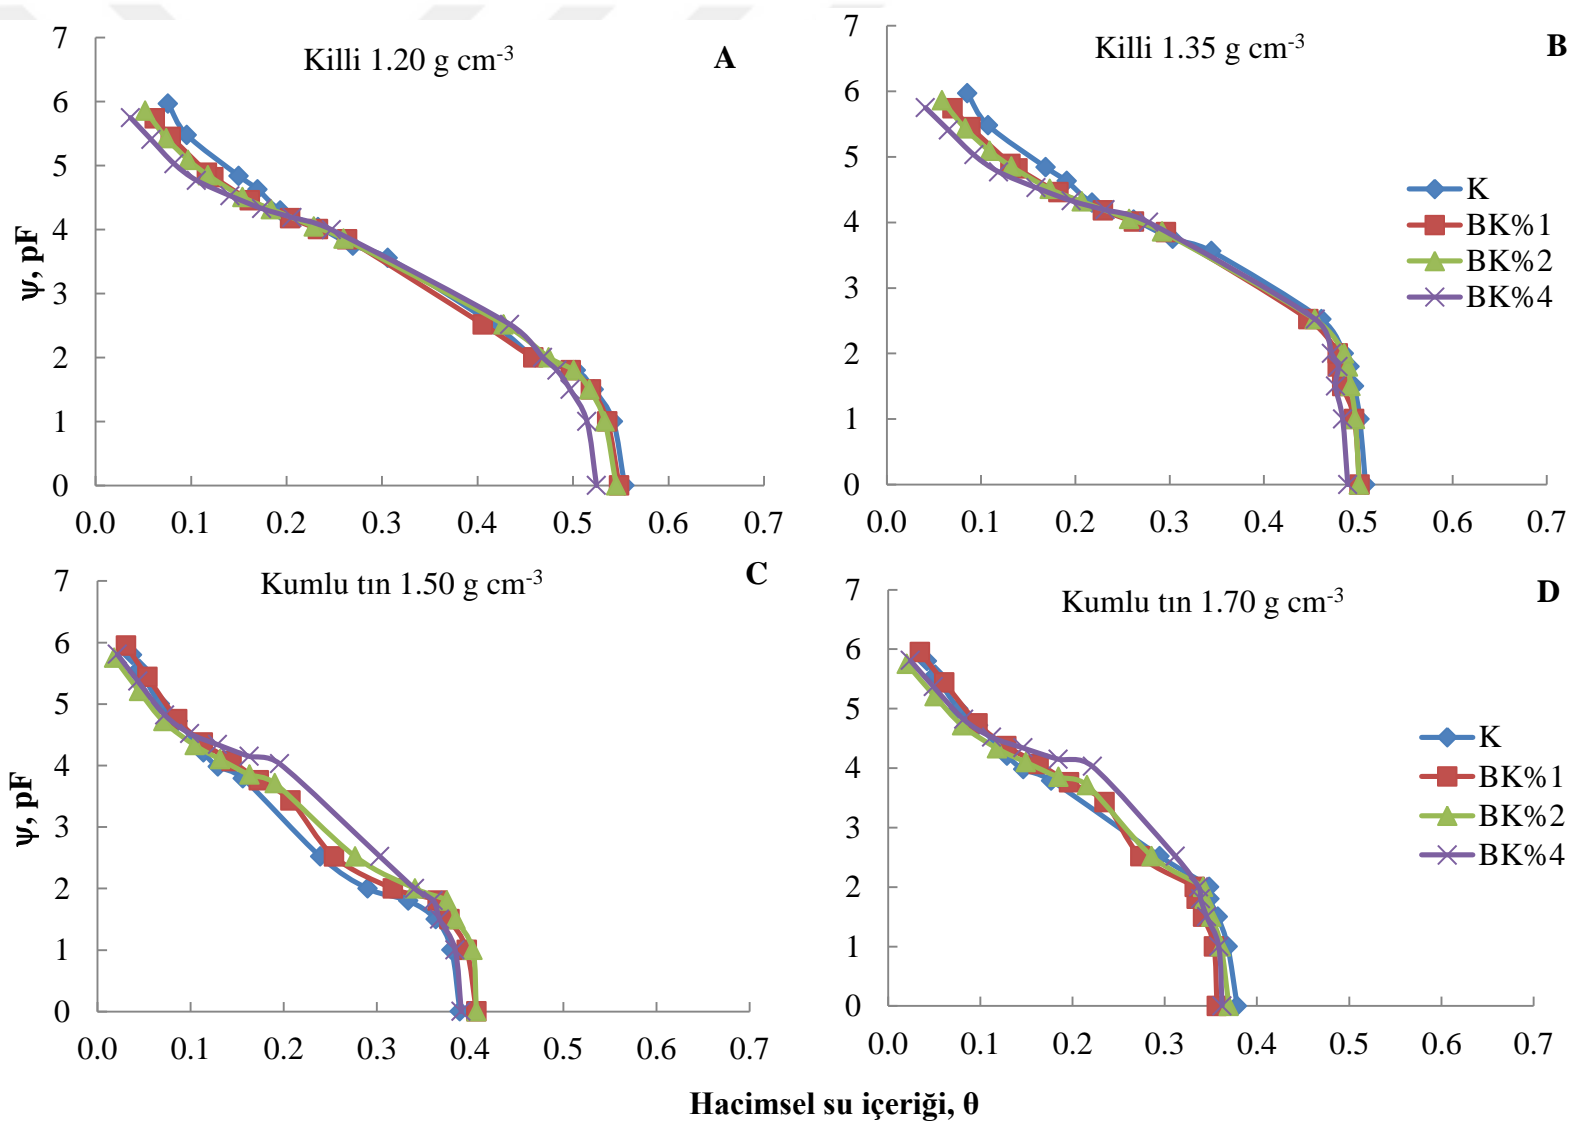 Killi 1.20 g cm-3
A
7
6
5
4
3
2
1
0
ψ, pF
0.0 0.1 0.2 0.3 0.4 0.5 0.6 0.7
Killi 1.35 g cm-3
B
7
6
5
4
3
2
1
0
0.0 0.1 0.2 0.3 0.4 0.5 0.6 0.7
K
BK%1
BK%2
BK%4
Kumlu tın 1.50 g cm-3
C
7
6
5
4
3
2
1
0
ψ, pF
0.0 0.1 0.2 0.3 0.4 0.5 0.6 0.7
Kumlu tın 1.70 g cm-3
D
7
6
5
4
3
2
1
0
0.0 0.1 0.2 0.3 0.4 0.5 0.6 0.7
K
BK%1
BK%2
BK%4
Hacimsel su içeriği, θ